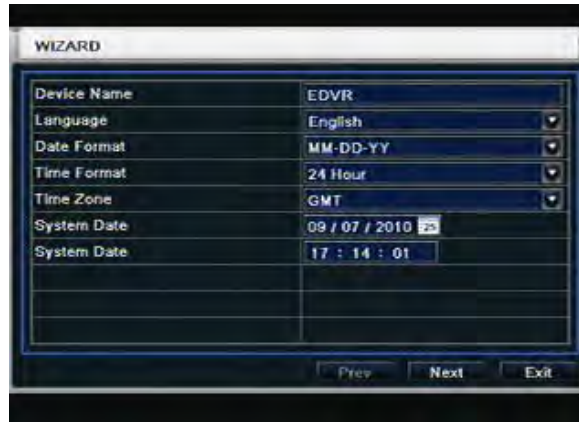 WIZARD
Device Name EDVR
Language English
Date Format MM-DD-YY
Time Format 24 Hour
Time Zone GMT
System Date 09 / 07 / 2010 25
System Date 17 : 14 : 01
Prev Next Exit